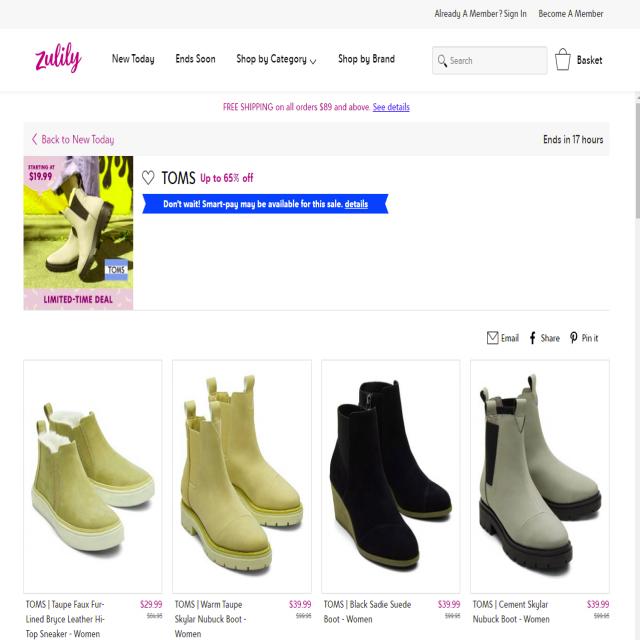 Already A Member? Sign In Become A Member
zulily New Today Ends Soon Shop by Category Shop by Brand Search Basket
FREE SHIPPING on all orders $89 and above. See details
Back to New Today Ends in 17 hours
STARTING AT
$19.99
TOMS
LIMITED-TIME DEAL
TOMS Up to 65% off
Don't wait! Smart-pay may be available for this sale. details
Email Share Pin it
TOMS | Taupe Faux Fur-
Lined Bryce Leather Hi-
Top Sneaker - Women
$29.99
$84.95
TOMS | Warm Taupe
Skylar Nubuck Boot -
Women
$39.99
$99.95
TOMS | Black Sadie Suede
Boot - Women
$39.99
$99.95
TOMS | Cement Skylar
Nubuck Boot - Women
$39.99
$99.95